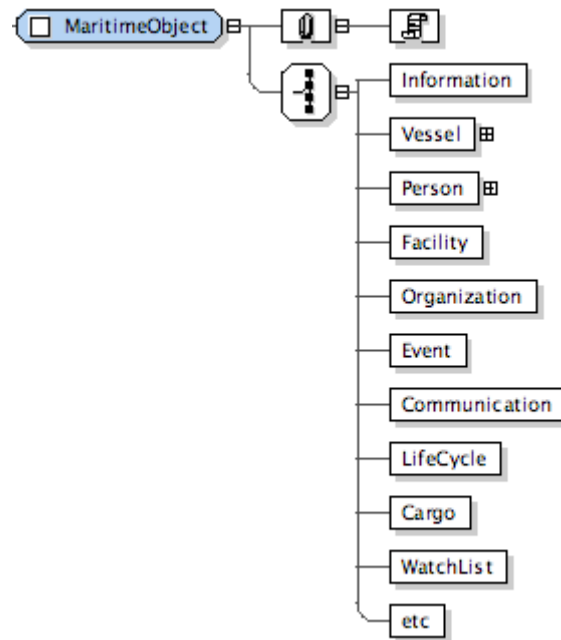 MaritimeObject
Information
Vessel
Person
Facility
Organization
Event
Communication
LifeCycle
Cargo
WatchList
etc